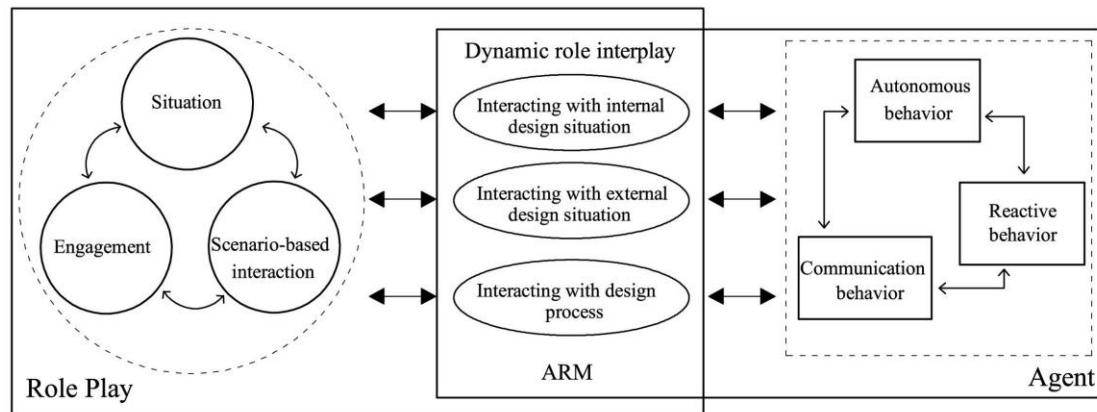 Situation
Engagement
Scenario-based
interaction
Role Play
Dynamic role interplay
Interacting with internal
design situation
Interacting with external
design situation
Interacting with design
process
ARM
Autonomous
behavior
Reactive
behavior
Communication
behavior
Agent